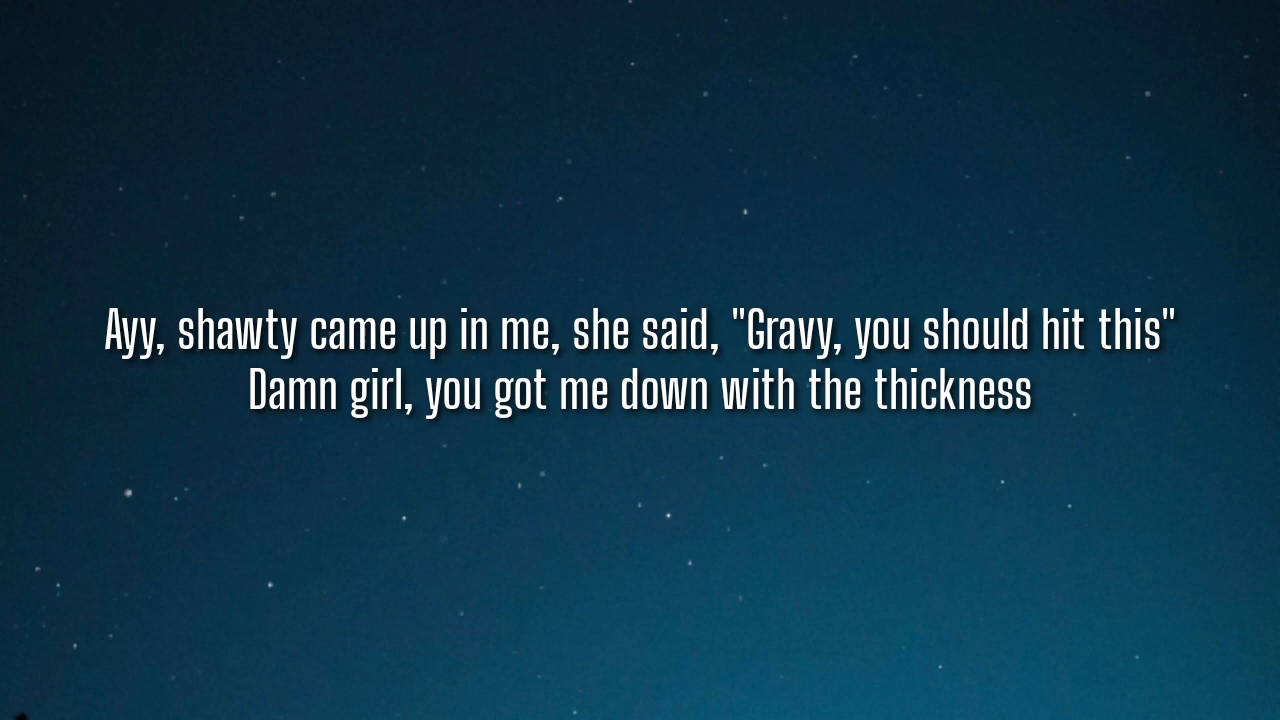 Ayy, shawty came up in me, she said, "Gravy, you should hit this"
Damn girl, you got me down with the thickness